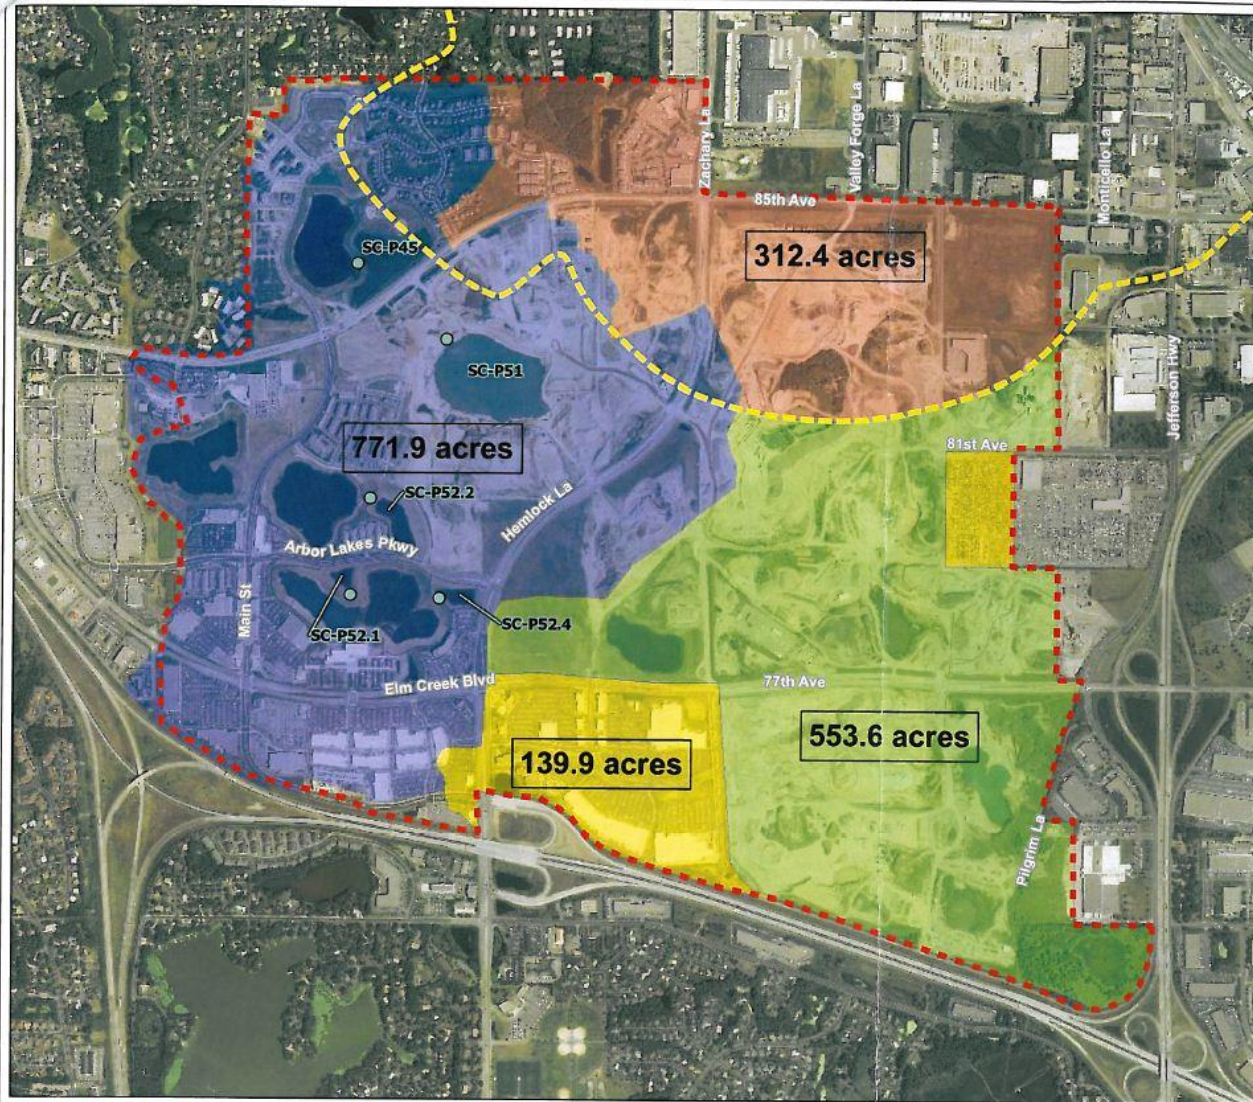 Zachary La
Valley Forge La
Monticello La
85th Ave
SC-P45
312.4 acres
SC-P51
Jefferson Hwy
771.9 acres
81st Ave
SC-P52.2
Hemlock La
Arbor Lakes Pkwy
Main St
SC-P52.1
SC-P52.4
Elm Creek Blvd
77th Ave
553.6 acres
139.9 acres
Pilgrim La